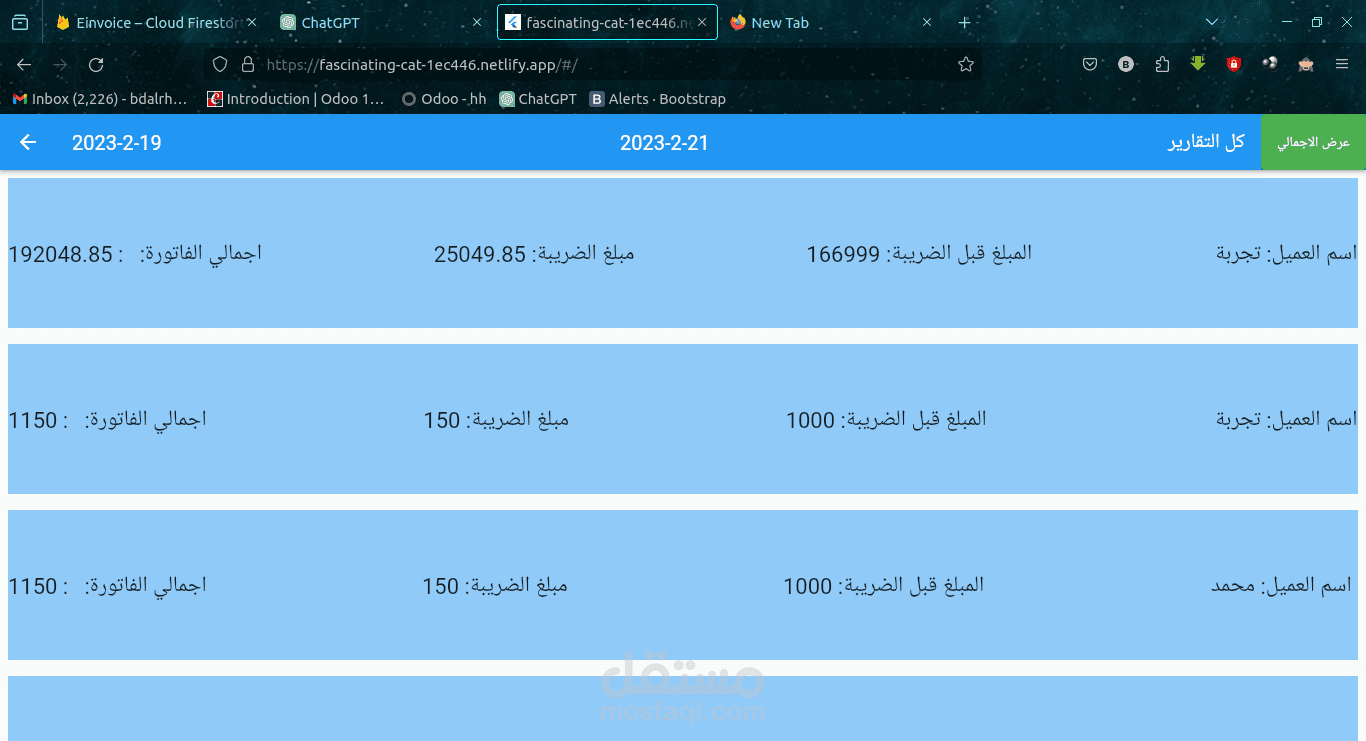 Einvoice – Cloud Firestor
ChatGPT
fascinating-cat-1ec446.ne
New Tab
https://fascinating-cat-1ec446.netlify.app/#/
Inbox (2,226) - bdalrh…
Introduction | Odoo 1…
Odoo - hh
ChatGPT
Alerts · Bootstrap
عرض الاجمالي
كل التقارير
2023-2-21
2023-2-19
اسم العميل: تجربة المبلغ قبل الضريبة: 166999 مبلغ الضريبة: 25049.85 اجمالي الفاتورة: : 192048.85
اسم العميل: تجربة المبلغ قبل الضريبة: 1000 مبلغ الضريبة: 150 اجمالي الفاتورة: : 1150
اسم العميل: محمد المبلغ قبل الضريبة: 1000 مبلغ الضريبة: 150 اجمالي الفاتورة: : 1150
مستقل
mostaql.com